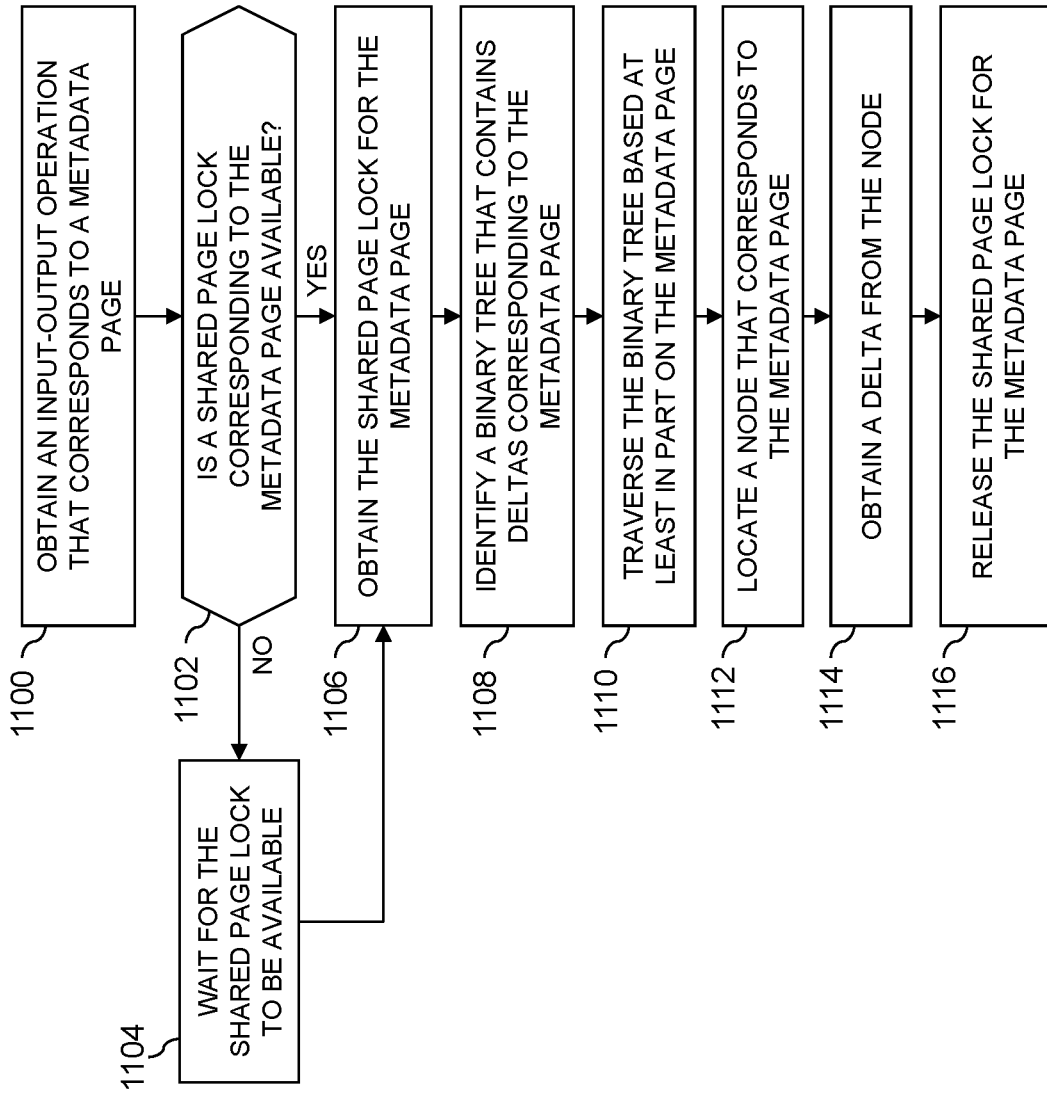 1100
OBTAIN AN INPUT-OUTPUT OPERATION
THAT CORRESPONDS TO A METADATA
PAGE
1102
IS A SHARED PAGE LOCK
CORRESPONDING TO THE
METADATA PAGE AVAILABLE?
NO
YES
1104
WAIT FOR THE
SHARED PAGE LOCK
TO BE AVAILABLE
1106
OBTAIN THE SHARED PAGE LOCK FOR THE
METADATA PAGE
1108
IDENTIFY A BINARY TREE THAT CONTAINS
DELTAS CORRESPONDING TO THE
METADATA PAGE
1110
TRAVERSE THE BINARY TREE BASED AT
LEAST IN PART ON THE METADATA PAGE
1112
LOCATE A NODE THAT CORRESPONDS TO
THE METADATA PAGE
1114
OBTAIN A DELTA FROM THE NODE
1116
RELEASE THE SHARED PAGE LOCK FOR
THE METADATA PAGE